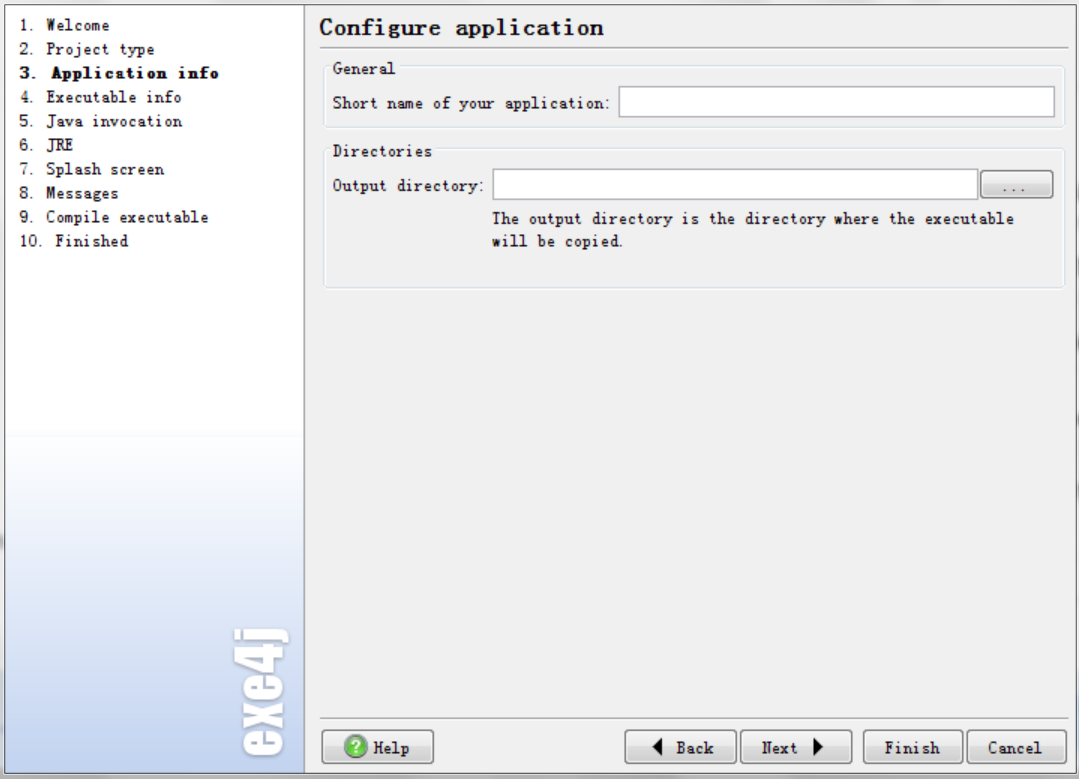 1. Welcome
2. Project type
3. Application info
4. Executable info
5. Java invocation
6. JRE
7. Splash screen
8. Messages
9. Compile executable
10. Finished
exe4j
Configure application
General
Short name of your application:
Directories
Output directory:
...
The output directory is the directory where the executable
will be copied.
? Help
Back
Next
Finish
Cancel